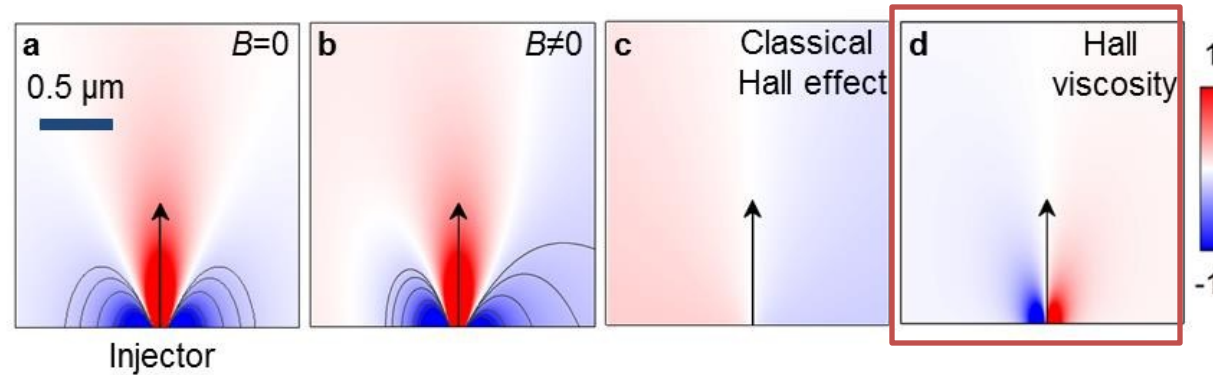 a
B=0
0.5 μm
Injector
b
B≠0
c
Classical
Hall effect
d
Hall
viscosity
1
-1